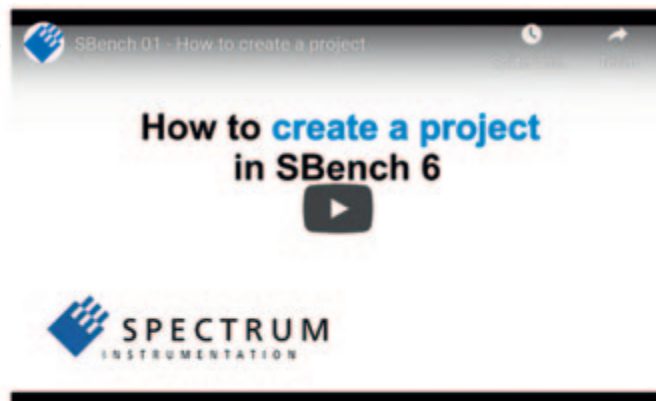 SBench 01 - How to create a project
How to create a project
in SBench 6
SPECTRUM
INSTRUMENTATION